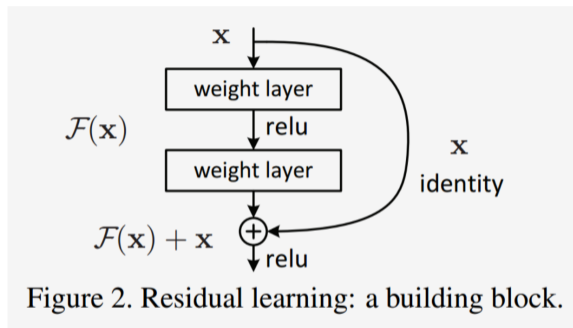 x
weight layer
F(x)
relu
x
weight layer
identity
F(x) + x
+
relu
Figure 2. Residual learning: a building block.